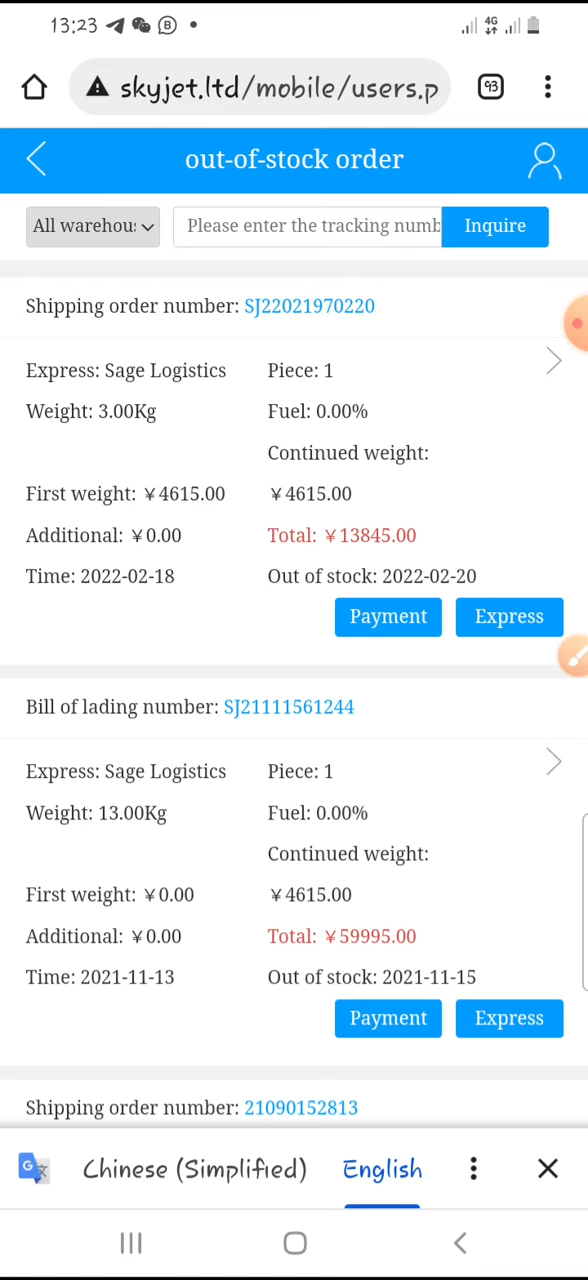 13:23 B 4G
skyjet.ltd/mobile/users.p 93
out-of-stock order
All warehou: Please enter the tracking numb Inquire
Shipping order number: SJ22021970220
Express: Sage Logistics Piece: 1
Weight: 3.00Kg Fuel: 0.00%
Continued weight:
First weight: ￥4615.00 ￥4615.00
Additional: ￥0.00 Total: ￥13845.00
Time: 2022-02-18 Out of stock: 2022-02-20
Payment Express
Bill of lading number: SJ21111561244
Express: Sage Logistics Piece: 1
Weight: 13.00Kg Fuel: 0.00%
Continued weight:
First weight: ￥0.00 ￥4615.00
Additional: ￥0.00 Total: ￥59995.00
Time: 2021-11-13 Out of stock: 2021-11-15
Payment Express
Shipping order number: 21090152813
G Chinese (Simplified) English